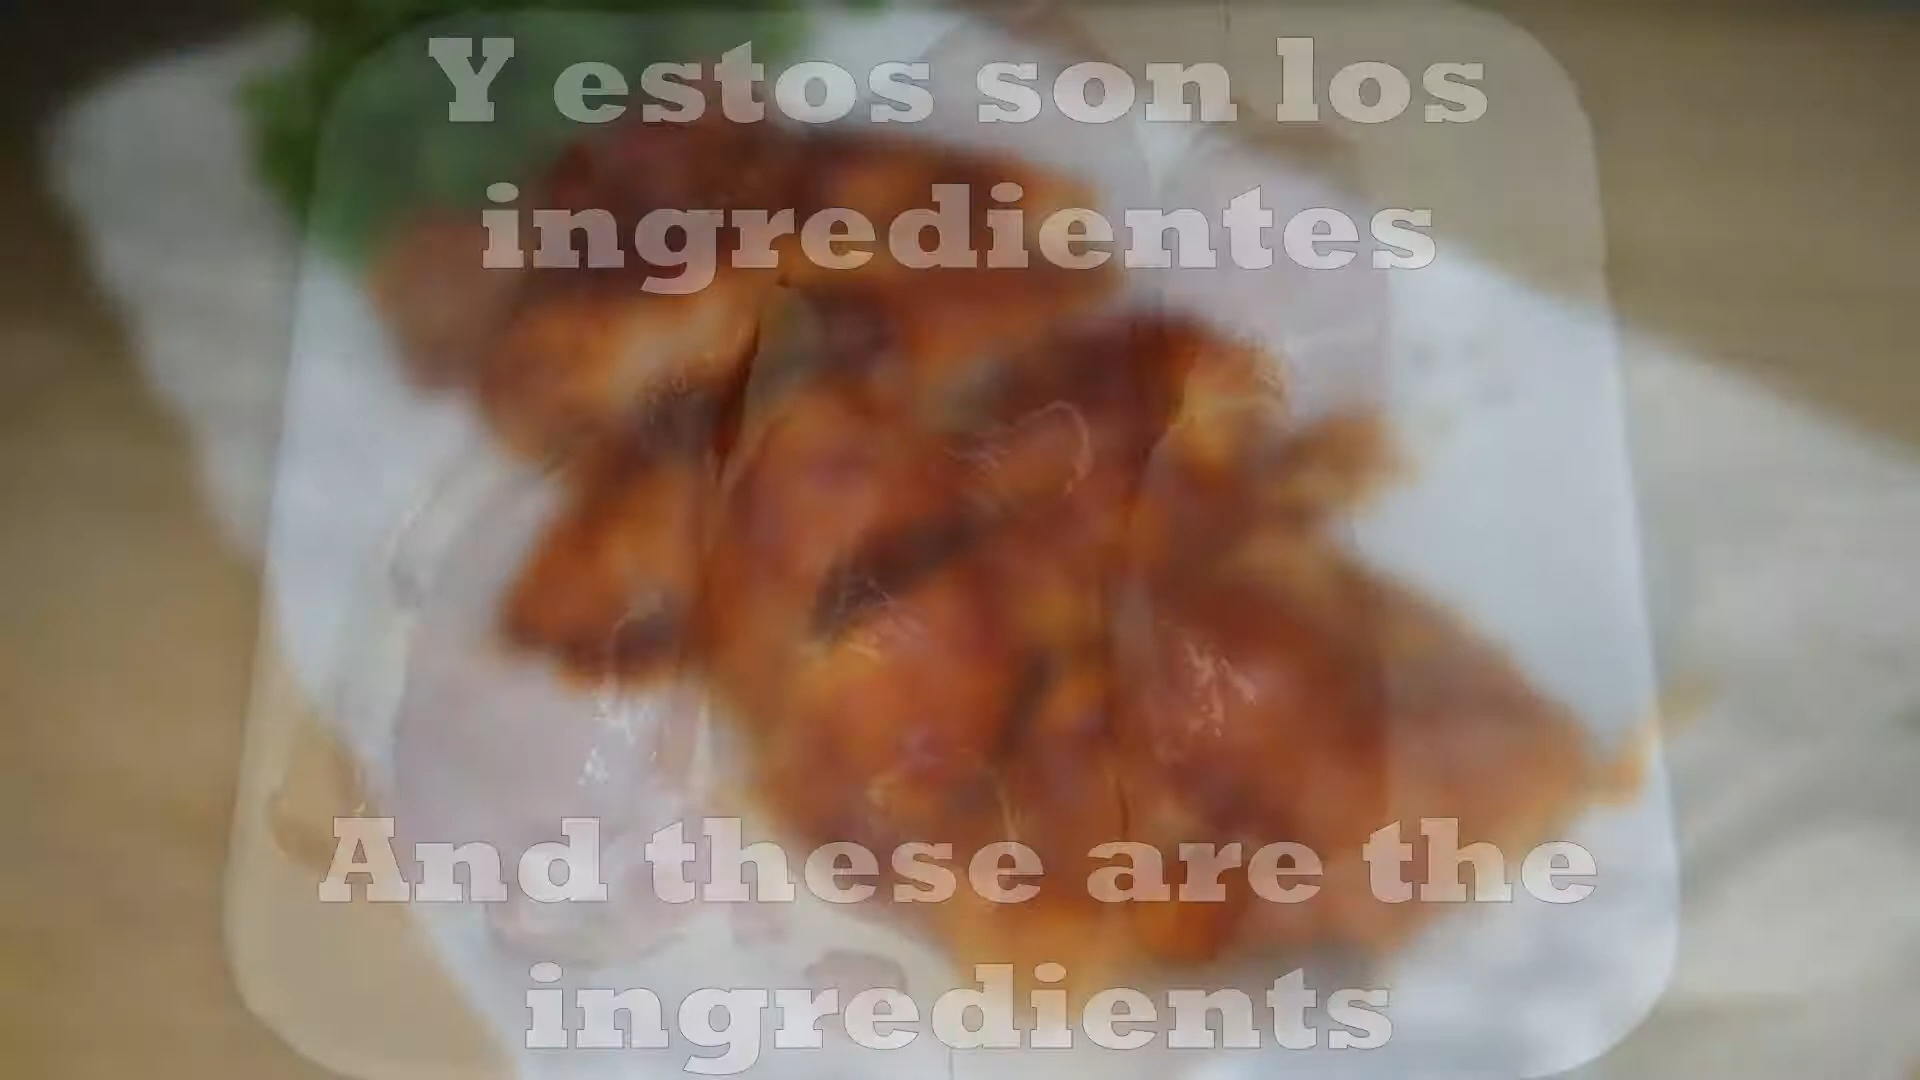 Y estos son los
ingredientes
And these are the
ingredients